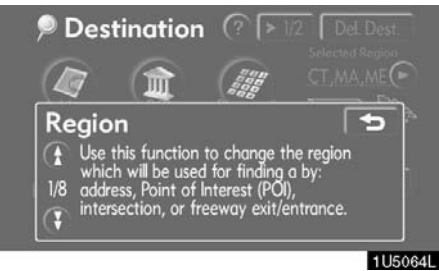 Destination ? > 1/2 Del. Dest.
Selected Region
CT,MA,ME
Region
Use this function to change the region
which will be used for finding a by:
1/8 address, Point of Interest (POI),
intersection, or freeway exit/entrance.
1U5064L